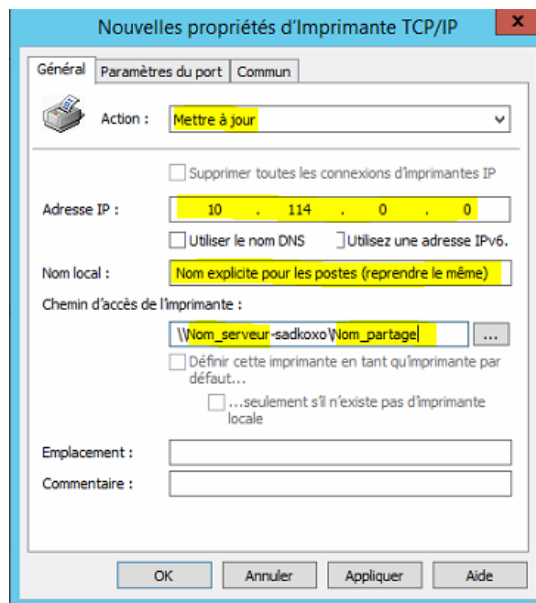 Nouvelles propriétés d'Imprimante TCP/IP
x
Général Paramètres du port Commun
Action : Mettre à jour
Supprimer toutes les connexions d'imprimantes IP
Adresse IP : 10 . 114 . 0 . 0
Utiliser le nom DNS Utilisez une adresse IPv6.
Nom local : Nom explicite pour les postes (reprendre le même)
Chemin d'accès de l'imprimante :
\\Nom_serveur-sadkoxo\Nom_partage ...
Définir cette imprimante en tant qu'imprimante par
défaut...
...seulement s'il n'existe pas d'imprimante
locale
Emplacement :
Commentaire :
OK Annuler Appliquer Aide